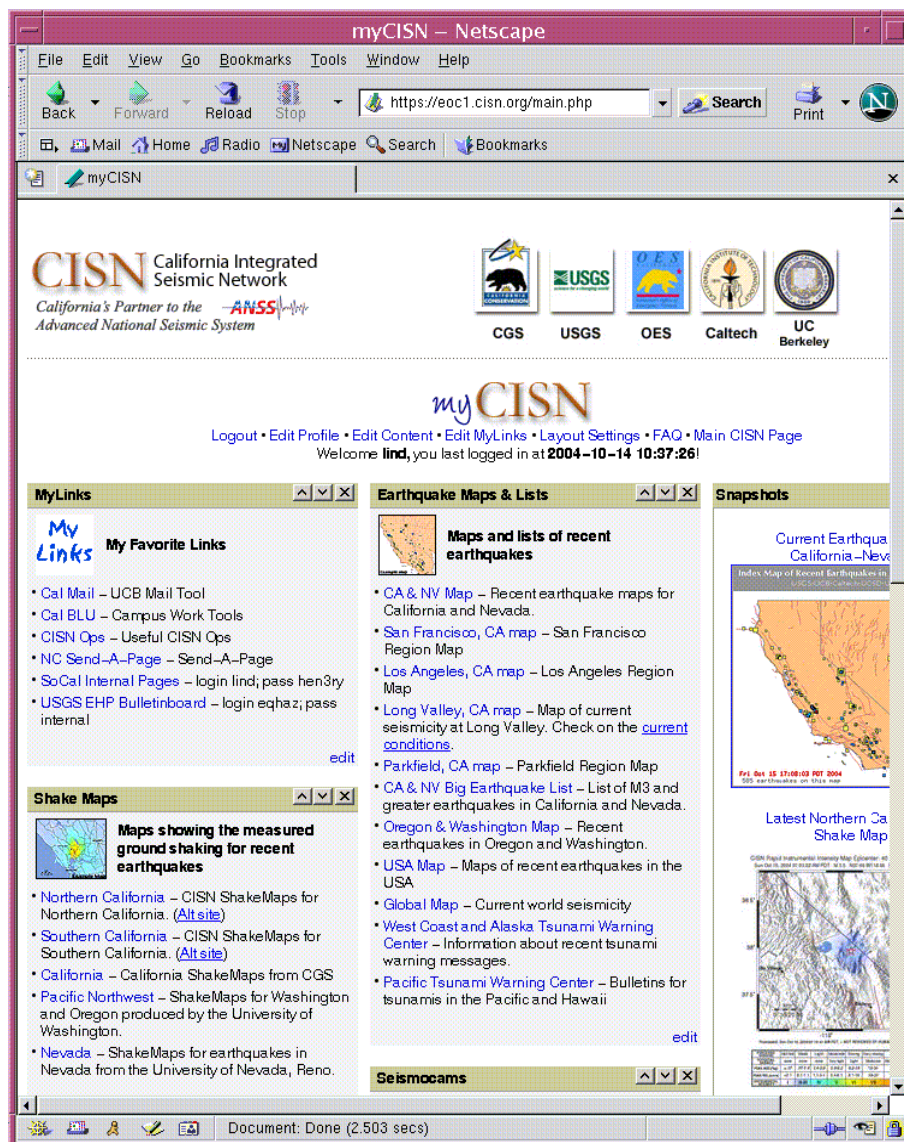 myCISN – Netscape
File Edit View Go Bookmarks Tools Window Help
Back Forward Reload Stop https://eoc1.cisn.org/main.php Search Print N
Mail Home Radio Netscape Search Bookmarks
myCISN
CISN California Integrated
Seismic Network
California's Partner to the ANSS
Advanced National Seismic System
OES
USGS
CGS USGS OES Caltech UC
Berkeley
myCISN
Logout • Edit Profile • Edit Content • Edit MyLinks • Layout Settings • FAQ • Main CISN Page
Welcome lind, you last logged in at 2004-10-14 10:37:26!
MyLinks
My Links
My Favorite Links
• Cal Mail – UCB Mail Tool
• Cal BLU – Campus Work Tools
• CISN Ops – Useful CISN Ops
• NC Send-A-Page – Send-A-Page
• SoCal Internal Pages – login lind; pass hen3ry
• USGS EHP Bulletinboard – login eqhaz; pass
internal
edit
Shake Maps
Maps showing the measured
ground shaking for recent
earthquakes
• Northern California – CISN ShakeMaps for
Northern California. (Alt site)
• Southern California – CISN ShakeMaps for
Southern California. (Alt site)
• California – California ShakeMaps from CGS
• Pacific Northwest – ShakeMaps for Washington
and Oregon produced by the University of
Washington.
• Nevada – ShakeMaps for earthquakes in
Nevada from the University of Nevada, Reno.
Earthquake Maps & Lists
Maps and lists of recent
earthquakes
• CA & NV Map – Recent earthquake maps for
California and Nevada.
• San Francisco, CA map – San Francisco
Region Map
• Los Angeles, CA map – Los Angeles Region
Map
• Long Valley, CA map – Map of current
seismicity at Long Valley. Check on the current
conditions.
• Parkfield, CA map – Parkfield Region Map
• CA & NV Big Earthquake List – List of M3 and
greater earthquakes in California and Nevada.
• Oregon & Washington Map – Recent
earthquakes in Oregon and Washington.
• USA Map – Maps of recent earthquakes in the
USA
• Global Map – Current world seismicity
• West Coast and Alaska Tsunami Warning
Center – Information about recent tsunami
warning messages.
• Pacific Tsunami Warning Center – Bulletins for
tsunamis in the Pacific and Hawaii
edit
Seismocams
Snapshots
Current Earthqua
California–Neva
Index Map of Recent Earthquakes in
Fri Oct 15 17:08:03 PDT 2004
505 earthquakes on this map
Latest Northern Ca
Shake Map
CISN Rapid Instrumental Intensity Map Epicenter:
Document: Done (2.503 secs)